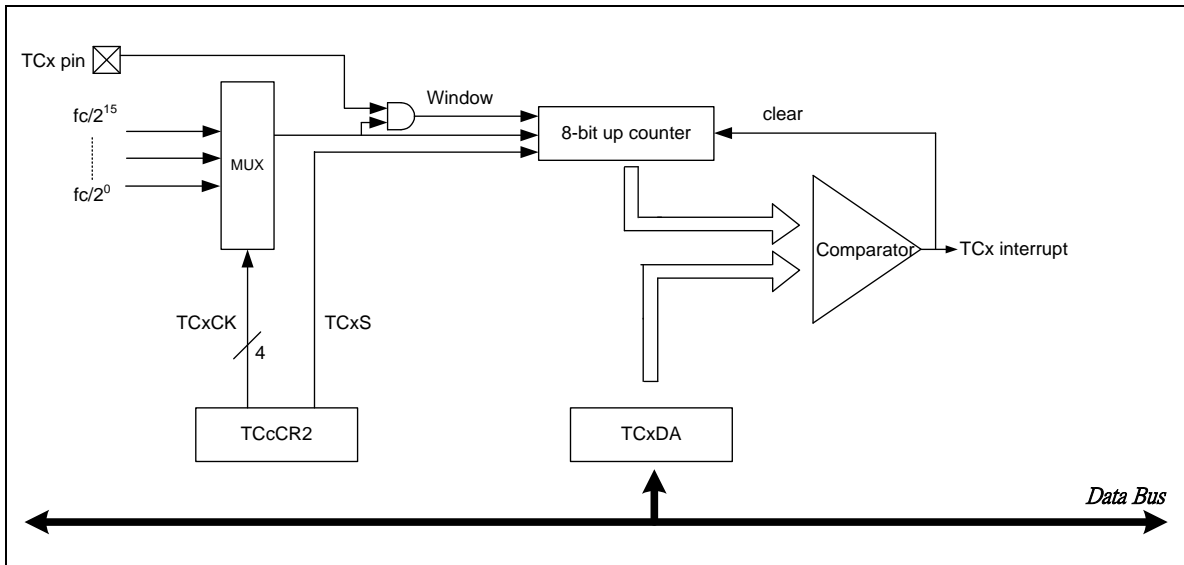 TCx pin
fc/2^15
fc/2^0
MUX
Window
8-bit up counter
clear
Comparator
TCx interrupt
TCxCK
4
TCxS
TCcCR2
TCxDA
Data Bus